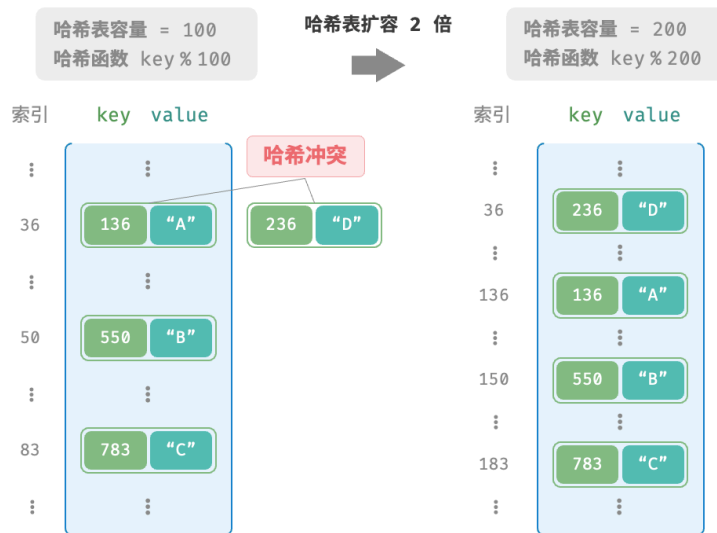 哈希表容量 = 100
哈希函数 key % 100
哈希表扩容 2 倍
哈希表容量 = 200
哈希函数 key % 200
索引 key value
哈希冲突
36 136 “A” 236 “D”
50 550 “B”
83 783 “C”
索引 key value
36 236 “D”
136 136 “A”
150 550 “B”
183 783 “C”